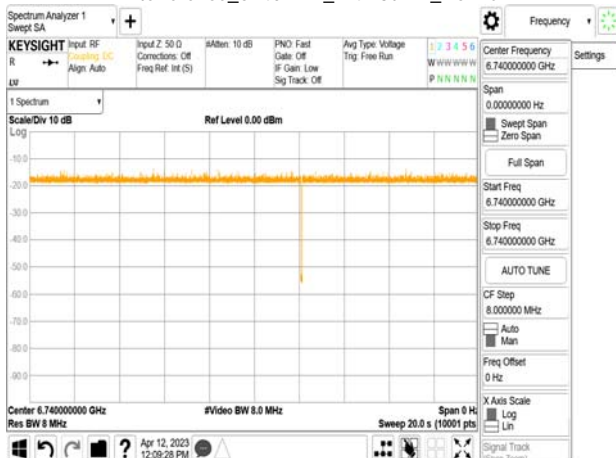 Spectrum Analyzer 1
Swept SA
Frequency
Settings
KEYSIGHT
R
Input: RF
Coupling: DC
Align: Auto
Input Z: 50 Ω
Corrections: Off
Freq Ref: Int (S)
#Atten: 10 dB
PNO: Fast
Gate: Off
IF Gain: Low
Sig Track: Off
Avg Type: Voltage
Trig: Free Run
1 2 3 4 5 6
W W W W W W
P N N N N N
1 Spectrum
Scale/Div 10 dB
Ref Level 0.00 dBm
Log
-10.0
-20.0
-30.0
-40.0
-50.0
-60.0
-70.0
-80.0
-90.0
Center 6.740000000 GHz
#Video BW 8.0 MHz
Span 0 Hz
Res BW 8 MHz
Sweep 20.0 s (10001 pts
Apr 12, 2023
12:09:28 PM
Center Frequency
6.740000000 GHz
Span
0.00000000 Hz
Swept Span
Zero Span
Full Span
Start Freq
6.740000000 GHz
Stop Freq
6.740000000 GHz
AUTO TUNE
CF Step
8.000000 MHz
Auto
Man
Freq Offset
0 Hz
X Axis Scale
Log
Lin
Signal Track